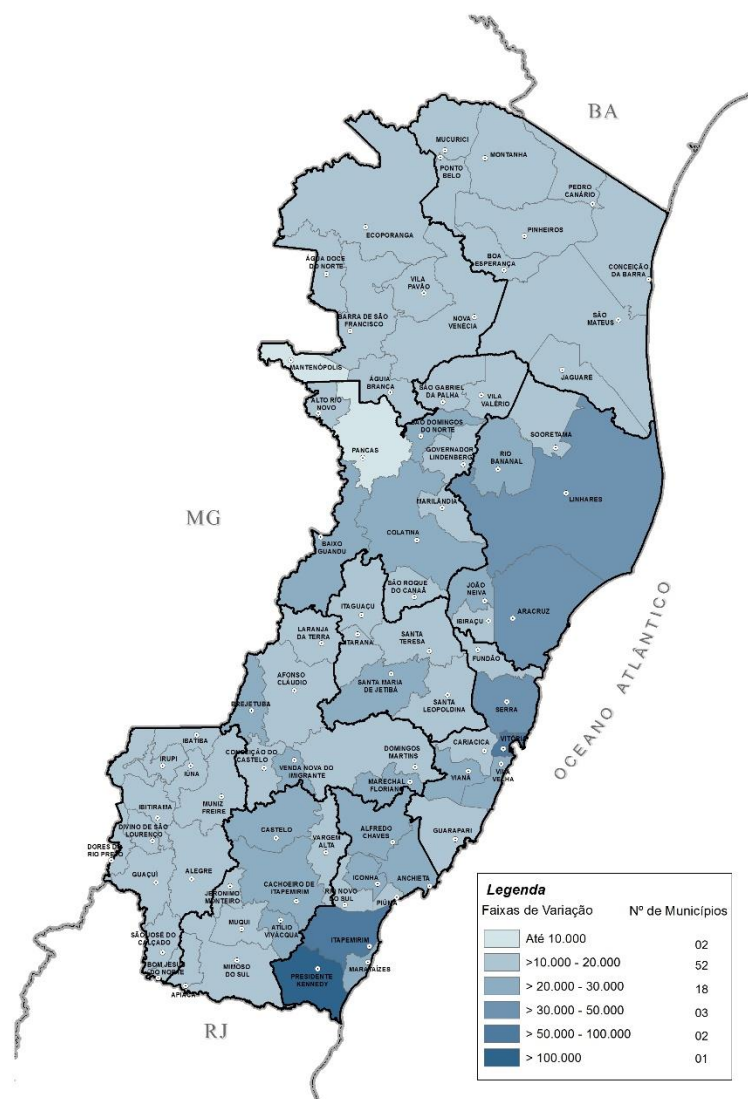 BA
MUCURICI
MONTANHA
PONTO
BELO
PEDRO
CANÁRIO
ECOPORANGA
PINHEIROS
ÁGUA DOCE
DO NORTE
BOA
ESPERANÇA
CONCEIÇÃO
DA BARRA
VILA
PAVÃO
BARRA DE SÃO
FRANCISCO
NOVA
VENÉCIA
SÃO
MATEUS
MANTENÓPOLIS
ÁGUIA
BRANCA
JAGUARÉ
ALTO RIO
NOVO
SÃO GABRIEL
DA PALHA
VILA
VALÉRIO
SÃO DOMINGOS
DO NORTE
SOORETAMA
PANCAS
GOVERNADOR
LINDENBERG
RIO
BANANAL
LINHARES
MARILÂNDIA
MG
COLATINA
BAIXO
GUANDU
SÃO ROQUE
DO CANAÃ
JOÃO
NEIVA
ARACRUZ
ITAGUAÇU
IBIRAÇU
LARANJA
DA TERRA
ITARANA
SANTA
TERESA
FUNDÃO
OCEANO ATLÂNTICO
AFONSO
CLÁUDIO
SANTA MARIA
DE JETIBÁ
SANTA
LEOPOLDINA
SERRA
BREJETUBA
VITÓRIA
IBATIBA
CONCEIÇÃO DO
CASTELO
DOMINGOS
MARTINS
CARIACICA
IRUPI
IÚNA
VENDA NOVA DO
IMIGRANTE
VIANA
VILA
VELHA
MARECHAL
FLORIANO
IBITIRAMA
MUNIZ
FREIRE
DIVINO DE SÃO
LOURENÇO
CASTELO
VARGEM
ALTA
ALFREDO
CHAVES
GUARAPARI
DORES DO
RIO PRETO
GUAÇUÍ
ALEGRE
JERÔNIMO
MONTEIRO
CACHOEIRO DE
ITAPEMIRIM
ICONHA
ANCHIETA
RIO NOVO
DO SUL
PIÚMA
MUQUI
ATÍLIO
VIVACQUA
ITAPEMIRIM
SÃO JOSÉ DO
CALÇADO
BOM JESUS
DO NORTE
MIMOSO
DO SUL
MARATAÍZES
PRESIDENTE
KENNEDY
APIACÁ
RJ
Legenda
Faixas de Variação Nº de Municípios
Até 10.000 02
>10.000 - 20.000 52
> 20.000 - 30.000 18
> 30.000 - 50.000 03
> 50.000 - 100.000 02
> 100.000 01